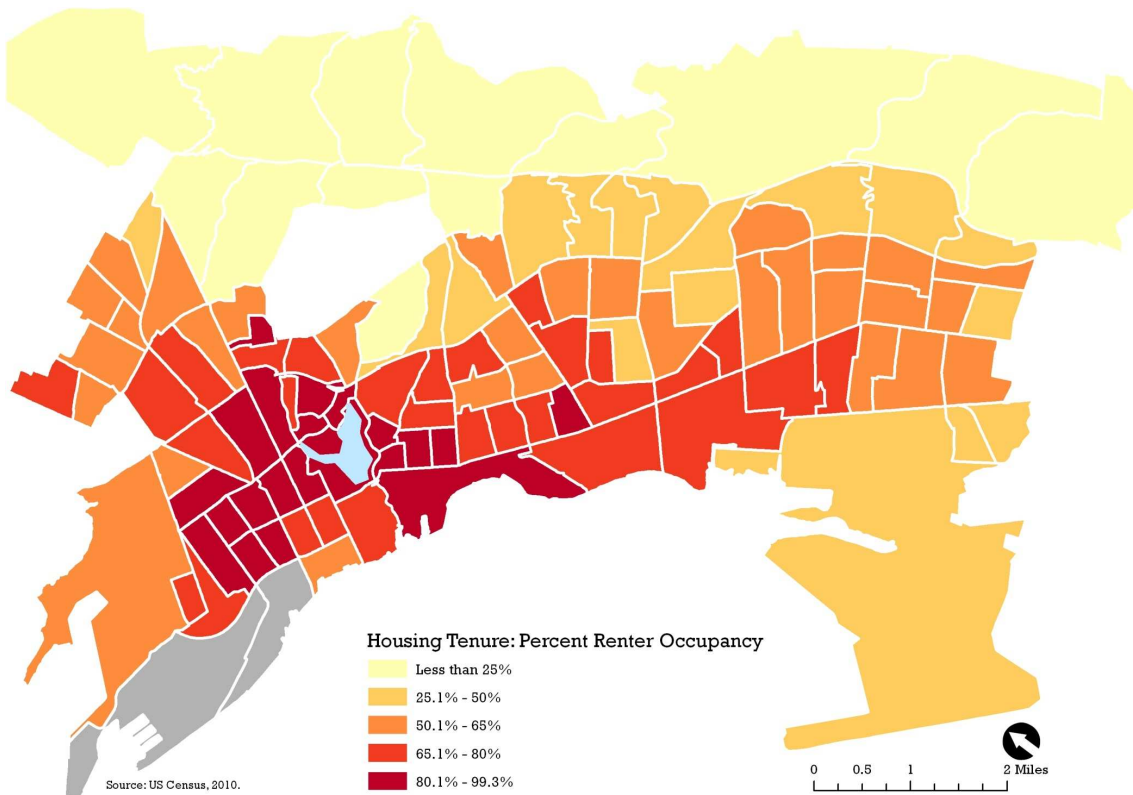 Housing Tenure: Percent Renter Occupancy
Less than 25%
25.1% - 50%
50.1% - 65%
65.1% - 80%
80.1% - 99.3%
Source: US Census, 2010.
0 0.5 1 2 Miles